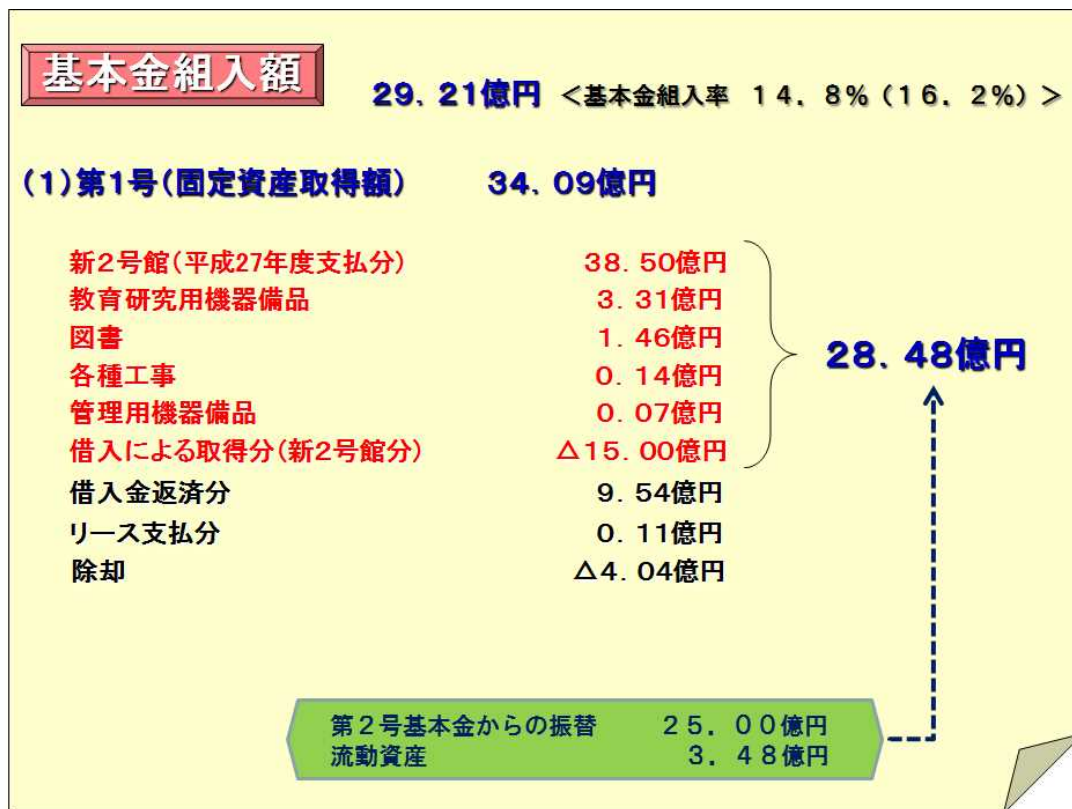 基本金組入額
29.21億円 ＜基本金組入率 14.8%(16.2%)＞
(1)第1号(固定資産取得額) 34.09億円
新2号館(平成27年度支払分) 38.50億円
教育研究用機器備品 3.31億円
図書 1.46億円
各種工事 0.14億円
管理用機器備品 0.07億円
借入による取得分(新2号館分) △15.00億円
28.48億円
借入金返済分 9.54億円
リース支払分 0.11億円
除却 △4.04億円
第2号基本金からの振替 25.00億円
流動資産 3.48億円